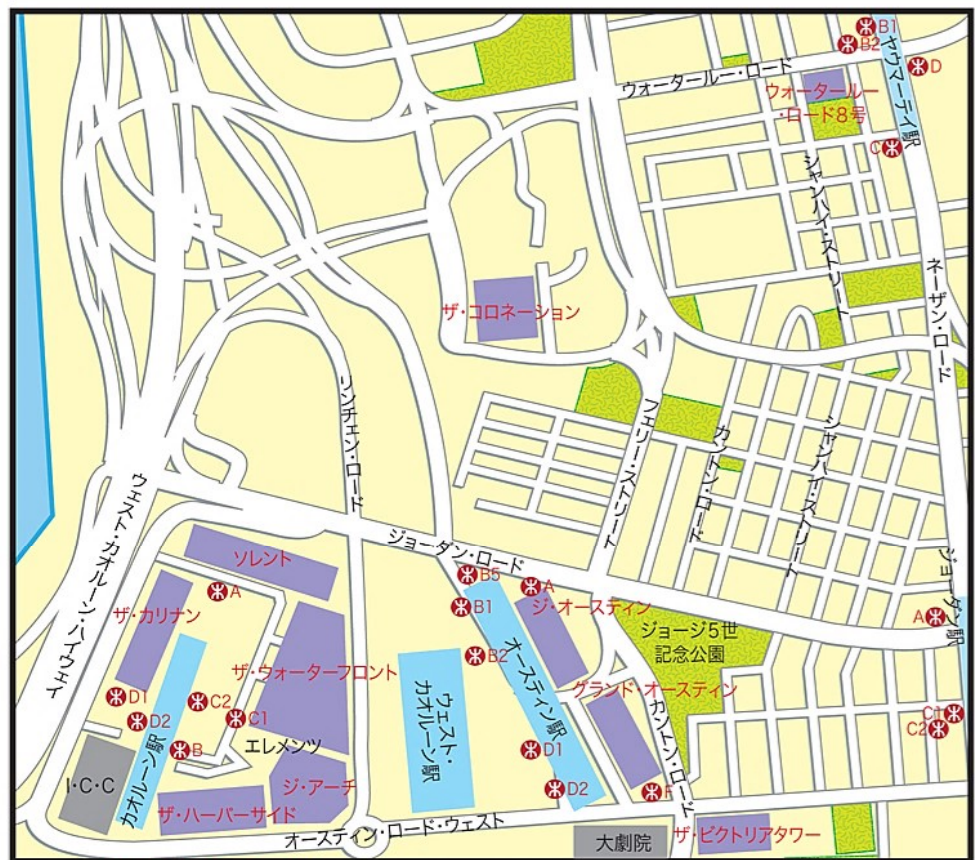 B1
B2
ヤウマーテイ駅
D
ウォータールー・ロード
ウォータールー
・ロード8号
C
シャンハイ・ストリート
ネーザン・ロード
ザ・コロネーション
リンチェン・ロード
フェリー・ストリート
カントン・ロード
シャンハイ・ストリート
ウェスト・カオルーン・ハイウェイ
ジョーダン・ロード
ソレント
A
ザ・カリナン
B5
A
B1
ジ・オースティン
ジョージ5世
記念公園
A
ジョーダン駅
ザ・ウォーターフロント
B2
オースティン駅
ウェスト・
カオルーン駅
グランド・オースティン
カントン・ロード
D1
D2
C2
C1
C1
C2
B
エレメンツ
D1
カオルーン駅
I・C・C
ジ・アーチ
D2
F
ザ・ハーバーサイド
オースティン・ロード・ウェスト
大劇院
ザ・ビクトリアタワー